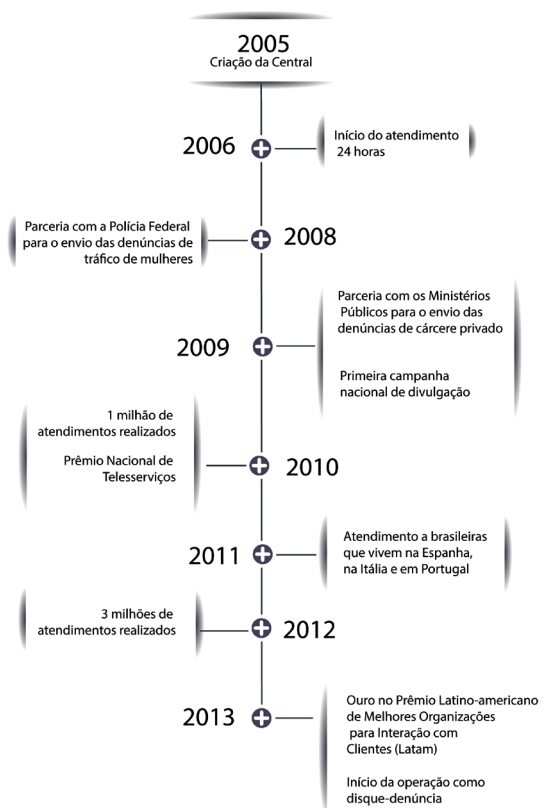 2005
Criação da Central
2006
Início do atendimento
24 horas
Parceria com a Polícia Federal
para o envio das denúncias de
tráfico de mulheres
2008
2009
Parceria com os Ministérios
Públicos para o envio das
denúncias de cárcere privado
Primeira campanha
nacional de divulgação
1 milhão de
atendimentos realizados
Prêmio Nacional de
Telesserviços
2010
2011
Atendimento a brasileiras
que vivem na Espanha,
na Itália e em Portugal
3 milhões de
atendimentos realizados
2012
2013
Ouro no Prêmio Latino-americano
de Melhores Organizações
para Interação com
Clientes (Latam)
Início da operação como
disque-denúncia